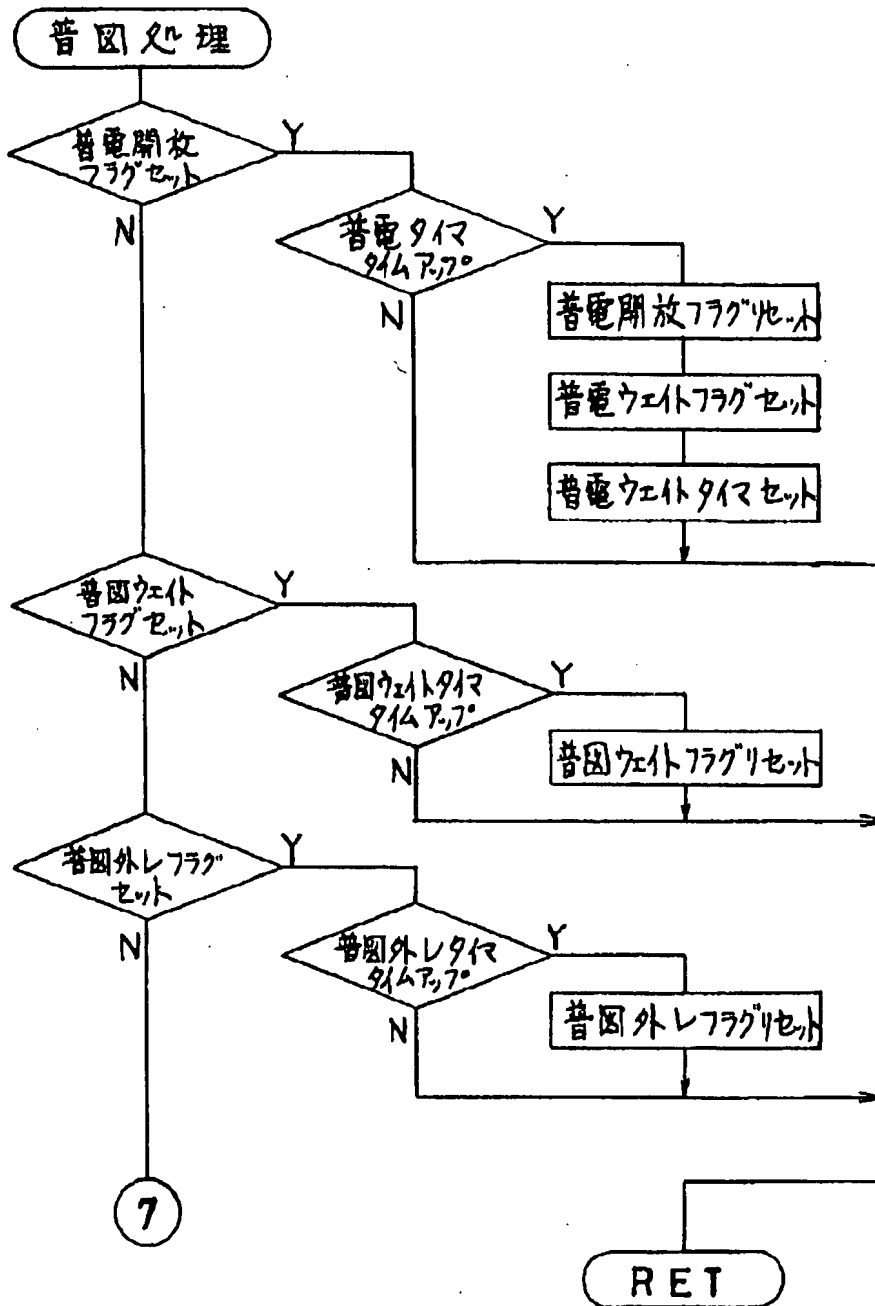 普図処理
普電開放
フラグセット
Y
N
普電タイマ
タイムアップ
Y
N
普電開放フラグリセット
普電ウェイトフラグセット
普電ウェイトタイマセット
普図ウェイト
フラグセット
Y
N
普図ウェイトタイマ
タイムアップ
Y
N
普図ウェイトフラグリセット
普図外レフラグ
セット
Y
N
普図外レタイマ
タイムアップ
Y
N
普図外レフラグリセット
7
RET